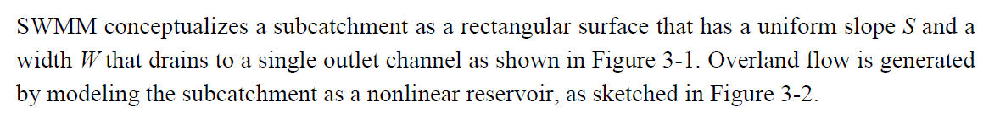 SWMM conceptualizes a subcatchment as a rectangular surface that has a uniform slope S and a
width W that drains to a single outlet channel as shown in Figure 3-1. Overland flow is generated
by modeling the subcatchment as a nonlinear reservoir, as sketched in Figure 3-2.